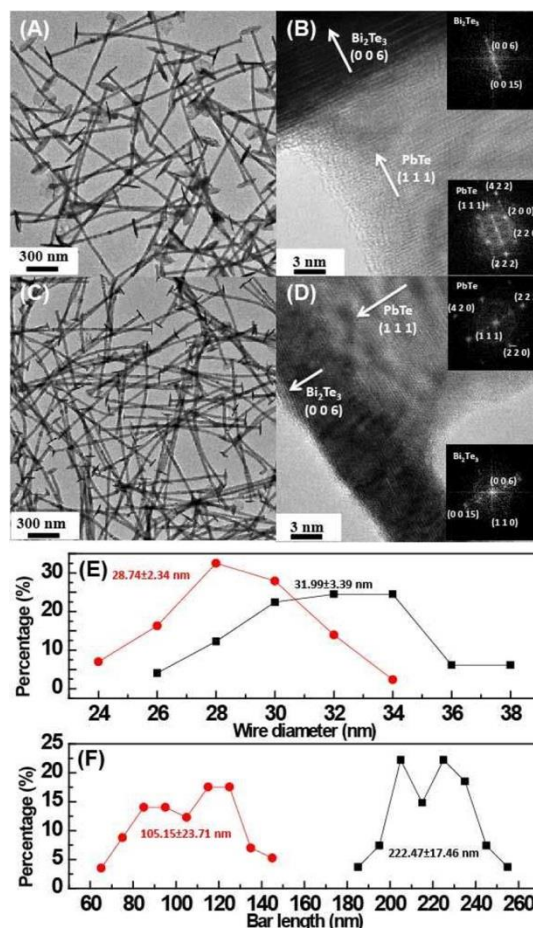 (A)
300 nm
(B)
Bi₂Te₃
(0 0 6)
PbTe
(1 1 1)
3 nm
Bi₂Te₃
(0 0 6)
(0 0 15)
PbTe
(4 2 2)
(1 1 1)
(2 0 0)
(2 2 0
(2 2 2)
(C)
300 nm
(D)
PbTe
(1 1 1)
Bi₂Te₃
(0 0 6)
3 nm
PbTe
(4 2 0)
(2 2
(1 1 1)
(2 2 0)
Bi₂Te₃
(0 0 6)
(0 0 15)
(1 1 0)
(E)
Percentage (%)
30
20
10
0
28.74±2.34 nm
31.99±3.39 nm
24 26 28 30 32 34 36 38
Wire diameter (nm)
(F)
Percentage (%)
25
20
15
10
5
0
105.15±23.71 nm
222.47±17.46 nm
60 80 100 120 140 160 180 200 220 240 260
Bar length(nm)